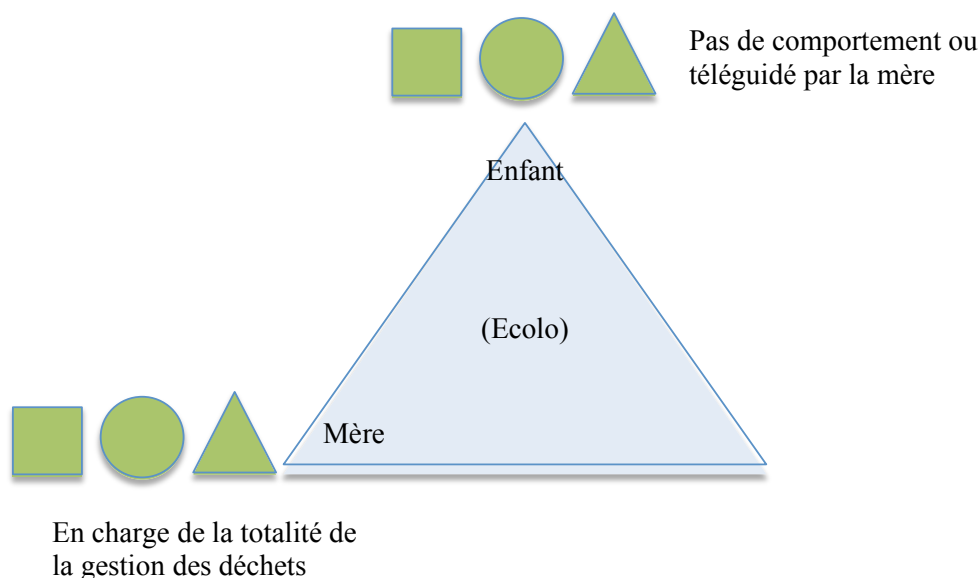 Pas de comportement ou
téléguidé par la mère
Enfant
(Ecolo)
Mère
En charge de la totalité de
la gestion des déchets